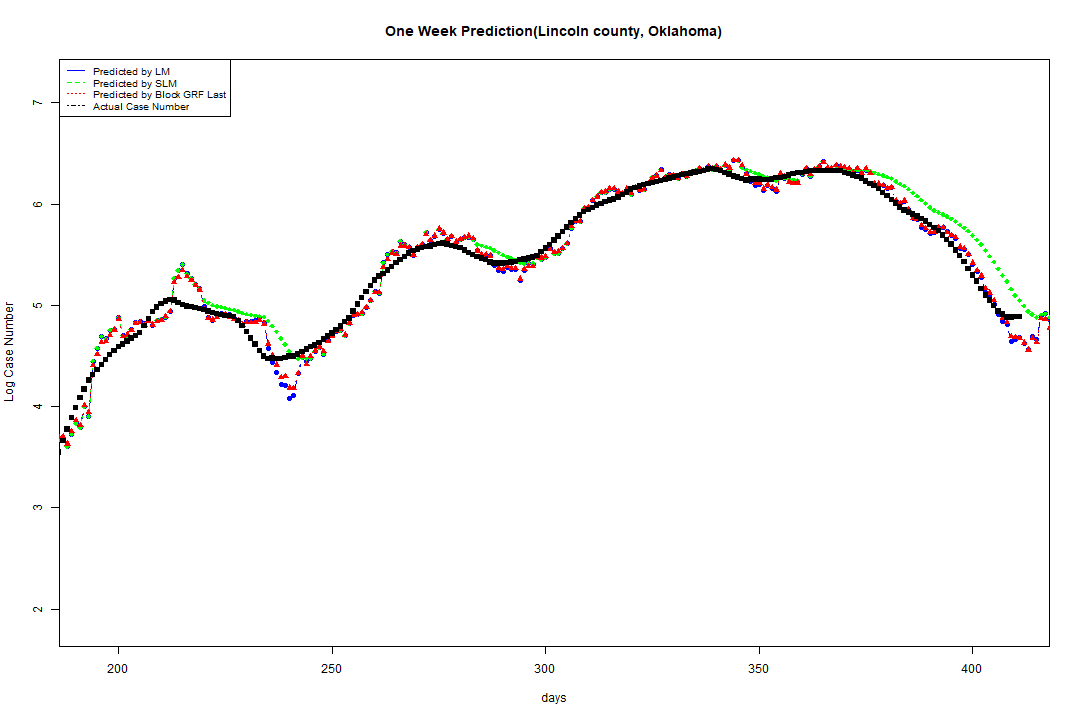 One Week Prediction(Lincoln county, Oklahoma)
Predicted by LM
Predicted by SLM
Predicted by Block GRF Last
Actual Case Number
Log Case Number
7
6
5
4
3
2
200 250 300 350 400
days